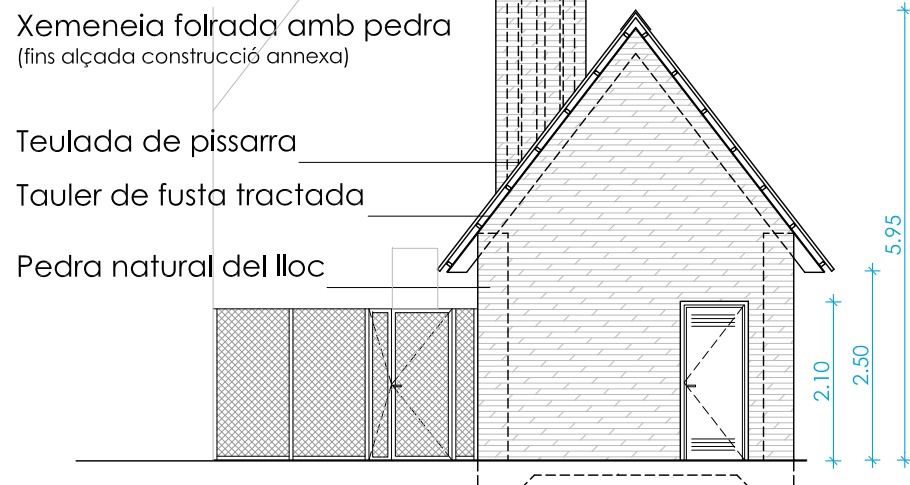 Xemeneia folrada amb pedra
(fins alçada construcció annexa)
Teulada de pissarra
Tauler de fusta tractada
Pedra natural del lloc
5.95
2.50
2.10